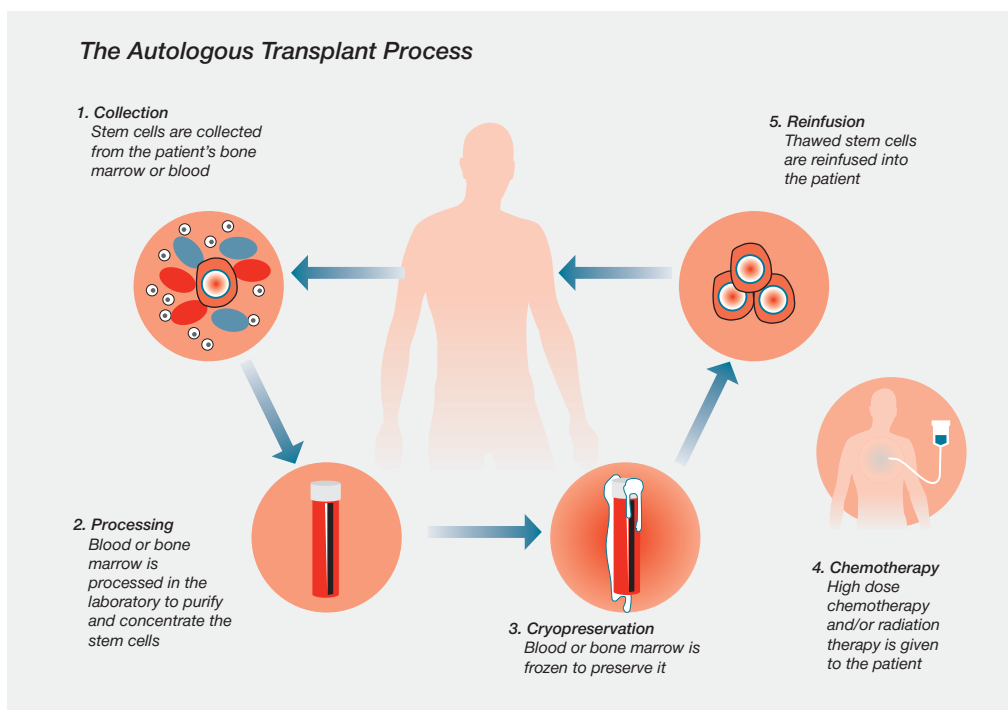 The Autologous Transplant Process
1. Collection
Stem cells are collected
from the patient's bone
marrow or blood
2. Processing
Blood or bone
marrow is
processed in the
laboratory to purify
and concentrate the
stem cells
3. Cryopreservation
Blood or bone marrow is
frozen to preserve it
4. Chemotherapy
High dose
chemotherapy
and/or radiation
therapy is given
to the patient
5. Reinfusion
Thawed stem cells
are reinfused into
the patient